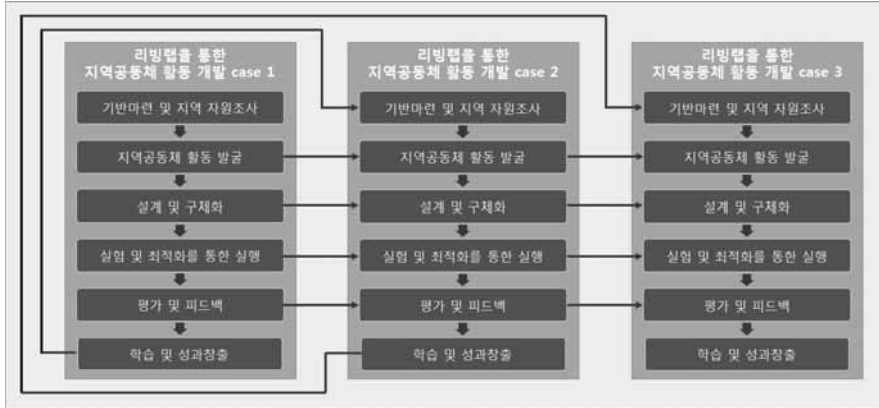 리빙랩을 통한
지역공동체 활동 개발 case 1
기반마련 및 지역 자원조사
지역공동체 활동 발굴
설계 및 구체화
실험 및 최적화를 통한 실행
평가 및 피드백
학습 및 성과창출
리빙랩을 통한
지역공동체 활동 개발 case 2
기반마련 및 지역 자원조사
지역공동체 활동 발굴
설계 및 구체화
실험 및 최적화를 통한 실행
평가 및 피드백
학습 및 성과창출
리빙랩을 통한
지역공동체 활동 개발 case 3
기반마련 및 지역 자원조사
지역공동체 활동 발굴
설계 및 구체화
실험 및 최적화를 통한 실행
평가 및 피드백
학습 및 성과창출